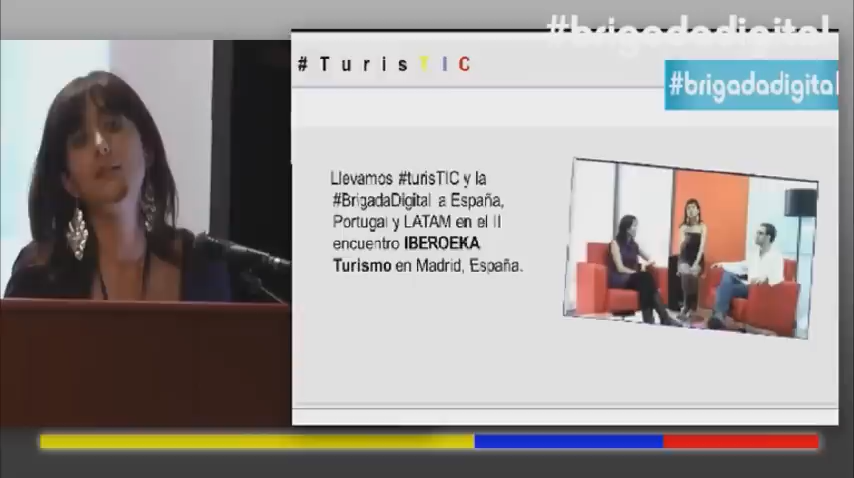 #brigadadigital
#TurisTIC
#brigadadigital
Llevamos #turisTIC y la
#BrigadaDigital a España,
Portugal y LATAM en el II
encuentro IBEROEKA
Turismo en Madrid, España.